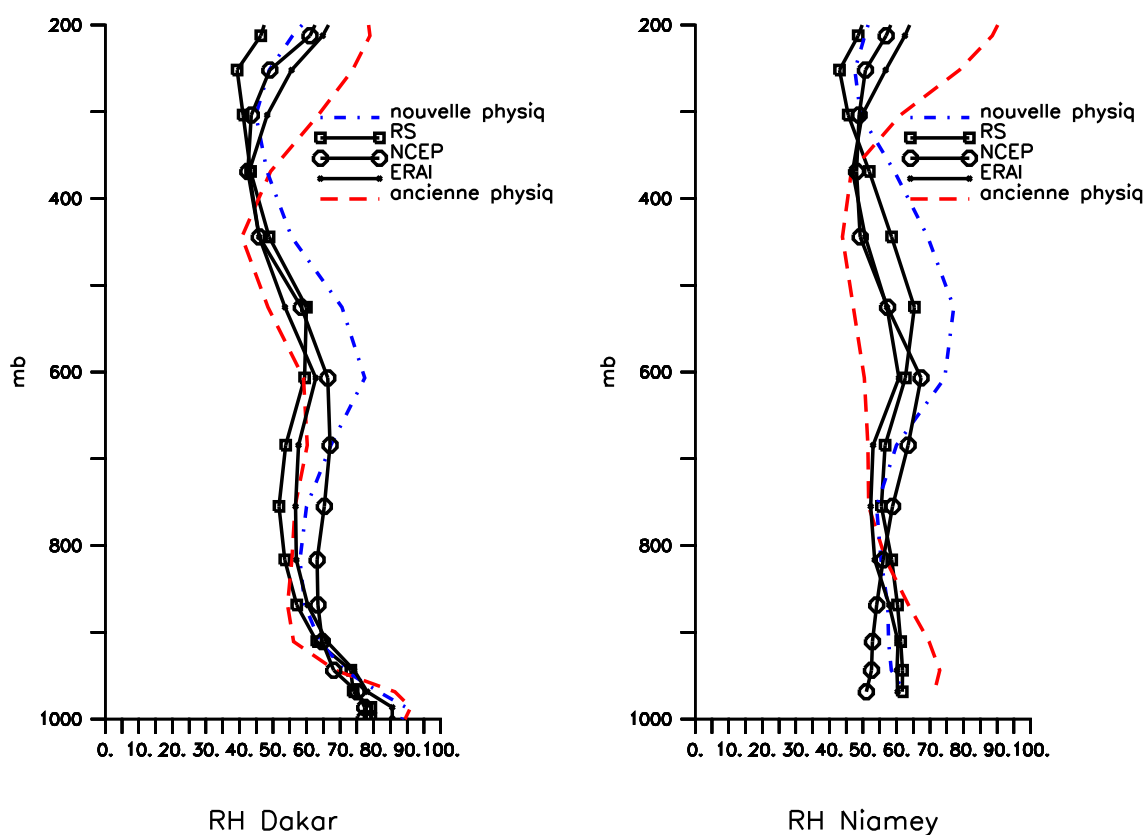 200
400
600
800
1000
mb
0. 10. 20. 30. 40. 50. 60. 70. 80. 90. 100.
nouvelle physiq
RS
NCEP
ERAI
ancienne physiq
RH Dakar
200
400
600
800
1000
mb
0. 10. 20. 30. 40. 50. 60. 70. 80. 90. 100.
nouvelle physiq
RS
NCEP
ERAI
ancienne physiq
RH Niamey